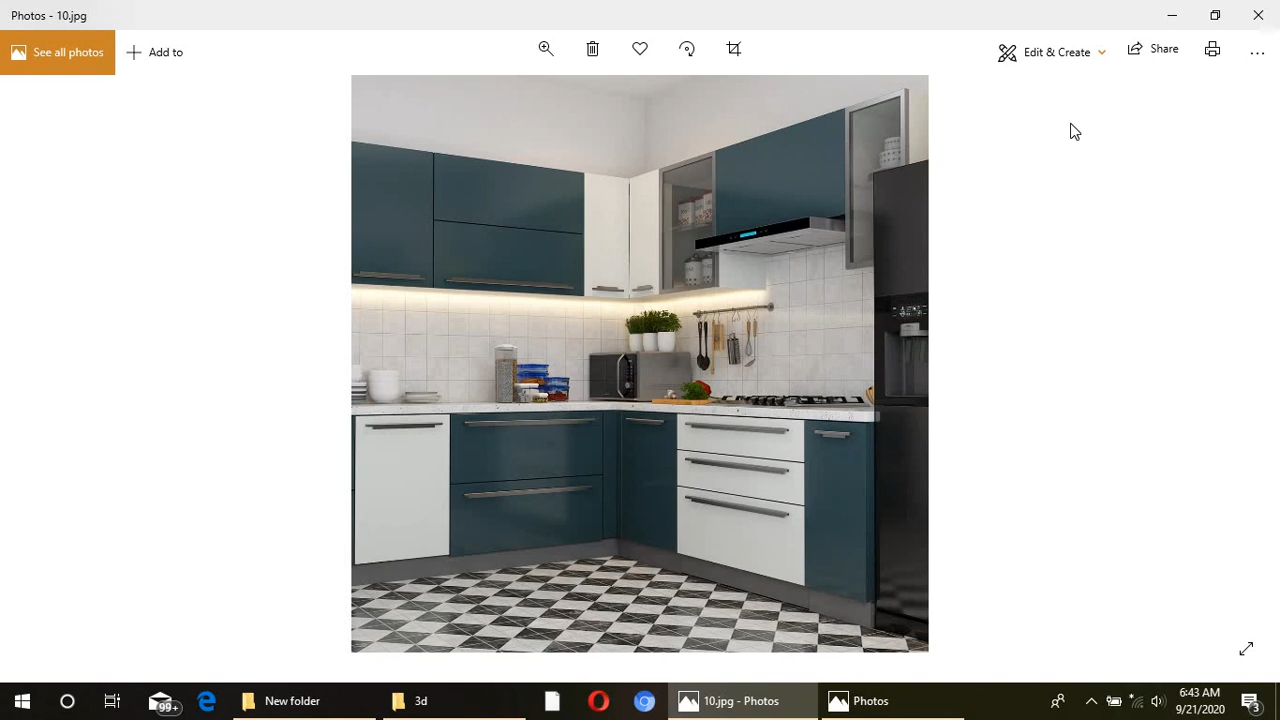 Photos - 10.jpg
See all photos
Add to
Edit & Create
Share
99+
New folder
3d
10.jpg - Photos
Photos
6:43 AM
9/21/2020
3